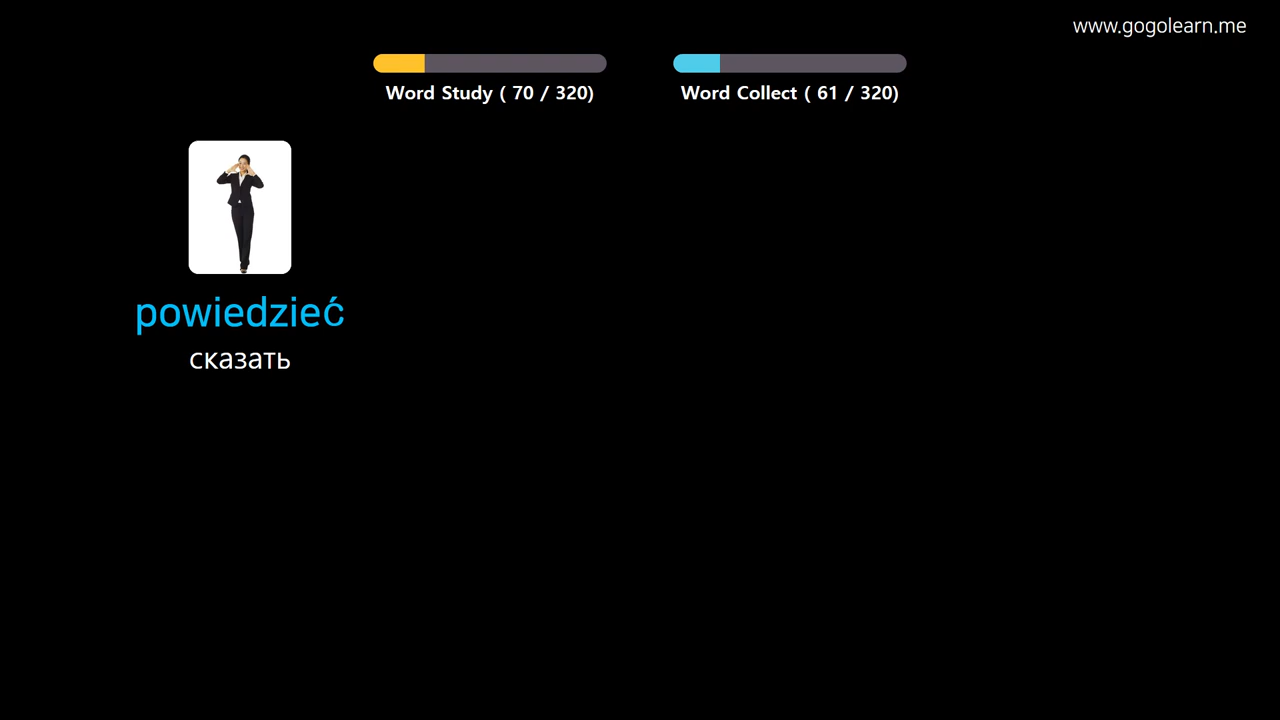 www.gogolearn.me
Word Study ( 70 / 320)
Word Collect ( 61 / 320)
powiedzieć
сказать